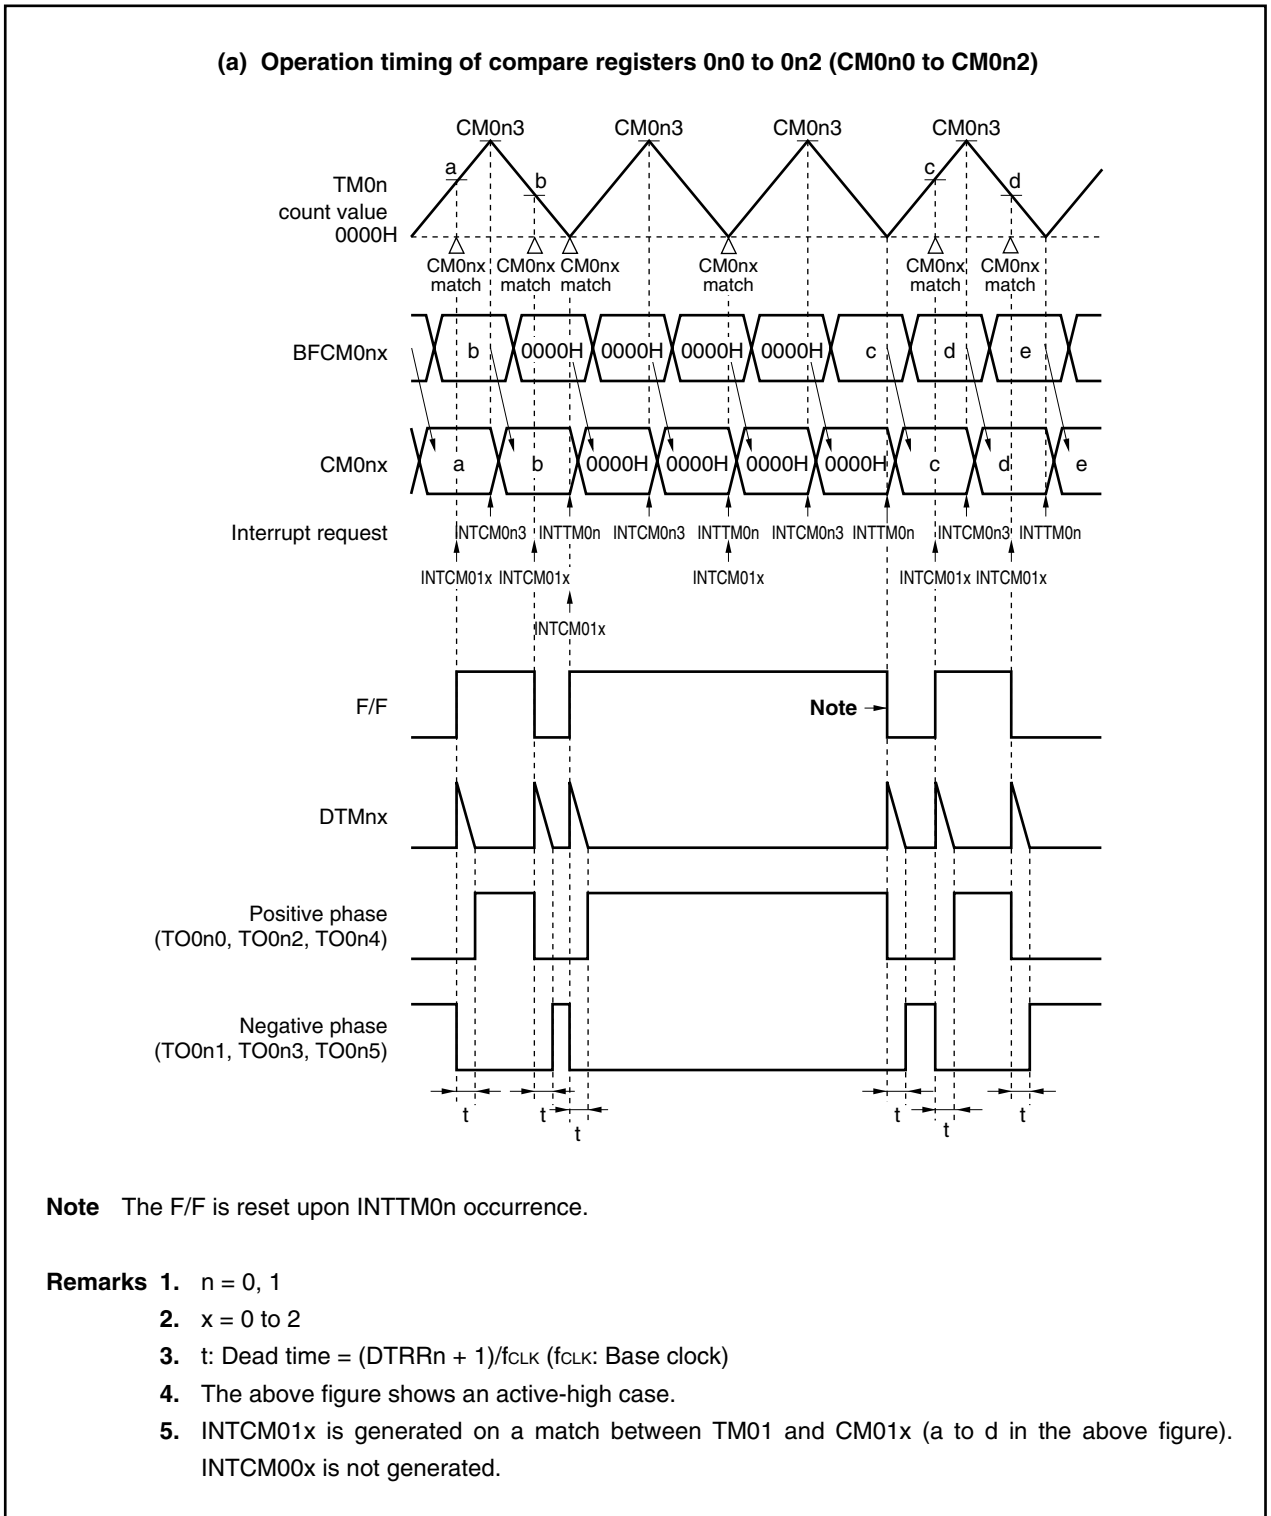 (a) Operation timing of compare registers 0n0 to 0n2 (CM0n0 to CM0n2)
CM0n3 CM0n3 CM0n3 CM0n3
a b c d
TM0n
count value
0000H
CM0nx CM0nx CM0nx CM0nx CM0nx CM0nx
match match match match match match
BFCM0nx b 0000H 0000H 0000H 0000H c d e
CM0nx a b 0000H 0000H 0000H 0000H c d e
Interrupt request INTCM0n3 INTTM0n INTCM0n3 INTTM0n INTCM0n3 INTTM0n INTCM0n3 INTTM0n
INTCM01x INTCM01x INTCM01x INTCM01x INTCM01x
INTCM01x
F/F Note
DTMnx
Positive phase
(TO0n0, TO0n2, TO0n4)
Negative phase
(TO0n1, TO0n3, TO0n5)
t t t t t t
Note The F/F is reset upon INTTM0n occurrence.
Remarks 1. n = 0, 1
2. x = 0 to 2
3. t: Dead time = (DTRRn + 1)/fCLK (fCLK: Base clock)
4. The above figure shows an active-high case.
5. INTCM01x is generated on a match between TM01 and CM01x (a to d in the above figure).
INTCM00x is not generated.